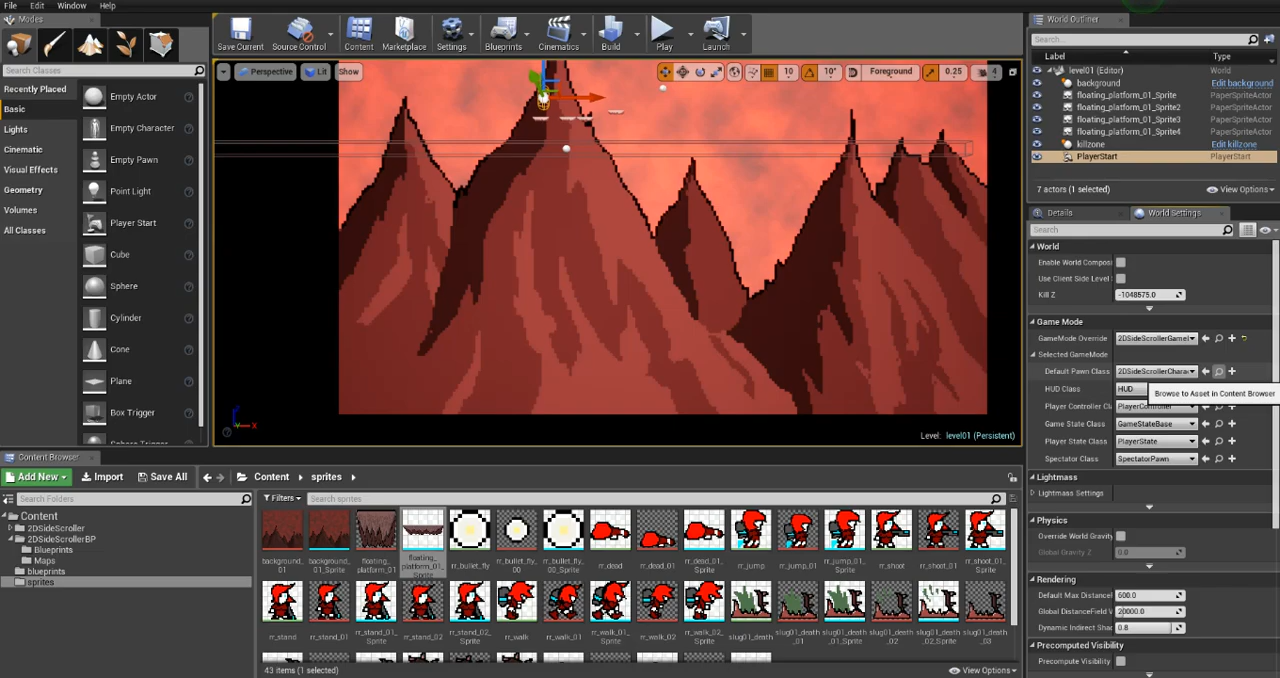 File Edit Window Help
Modes
World Outliner
Search...
Label Type
Save Current Source Control Content Marketplace Settings Blueprints Cinematics Build Play Launch
Search Classes
Perspective Lit Show 10 10° Foreground 0.25 4
level01 (Editor) World
background Edit background
floating_platform_01_Sprite PaperSpriteActor
floating_platform_01_Sprite2 PaperSpriteActor
floating_platform_01_Sprite3 PaperSpriteActor
floating_platform_01_Sprite4 PaperSpriteActor
killzone Edit killzone
PlayerStart PlayerStart
7 actors (1 selected) View Options
Recently Placed
Basic
Lights
Cinematic
Visual Effects
Geometry
Volumes
All Classes
Empty Actor
Empty Character
Empty Pawn
Point Light
Player Start
Cube
Sphere
Cylinder
Cone
Plane
Box Trigger
Sphere Trigger
Level: level01 (Persistent)
Details World Settings
Search
World
Enable World Composi
Use Client Side Level
Kill Z -1048575.0
Game Mode
GameMode Override 2DSideScrollerGameI
Selected GameMode
Default Pawn Class 2DSideScrollerCharac
HUD Class HUD
Browse to Asset in Content Browser
Player Controller Cl PlayerController
Game State Class GameStateBase
Player State Class PlayerState
Spectator Class SpectatorPawn
Lightmass
Lightmass Settings
Physics
Override World Gravity
Global Gravity Z 0.0
Rendering
Default Max Distance 600.0
Global DistanceField V 20000.0
Dynamic Indirect Sha 0.8
Precomputed Visibility
Precompute Visibility
Content Browser
Add New Import Save All Content sprites
Search Folders
Filters Search sprites
Content
2DSideScroller
2DSideScrollerBP
Blueprints
Maps
blueprints
sprites
background_01 background_01_Sprite floating_platform_01 floating_platform_01_Sprite rr_bullet_fly rr_bullet_fly_00 rr_bullet_fly_00_Sprite rr_dead rr_dead_01 rr_dead_01_Sprite rr_jump rr_jump_01 rr_jump_01_Sprite rr_shoot rr_shoot_01 rr_shoot_01_Sprite
rr_stand rr_stand_01 rr_stand_01_Sprite rr_stand_02 rr_stand_02_Sprite rr_walk rr_walk_01 rr_walk_01_Sprite rr_walk_02 rr_walk_02_Sprite slug01_death slug01_death_01 slug01_death_01_Sprite slug01_death_02 slug01_death_02_Sprite slug01_death_03
43 items (1 selected) View Options